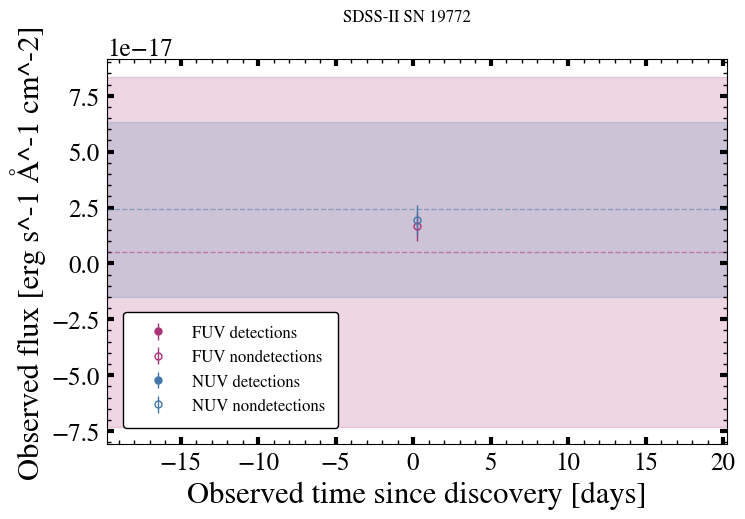 SDSS-II SN 19772
1e−17
Observed flux [erg s^-1 Å^-1 cm^-2]
7.5
5.0
2.5
0.0
−2.5
−5.0
−7.5
FUV detections
FUV nondetections
NUV detections
NUV nondetections
−15 −10 −5 0 5 10 15 20
Observed time since discovery [days]